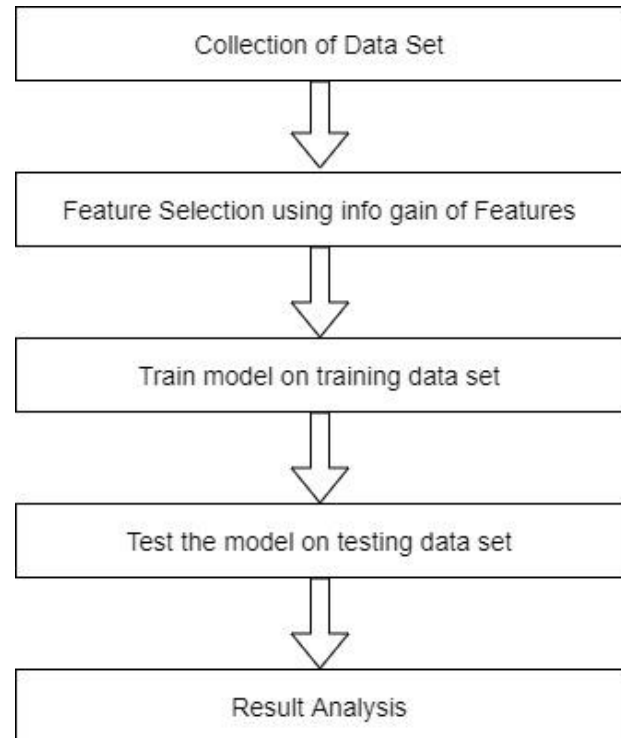 Collection of Data Set
Feature Selection using info gain of Features
Train model on training data set
Test the model on testing data set
Result Analysis